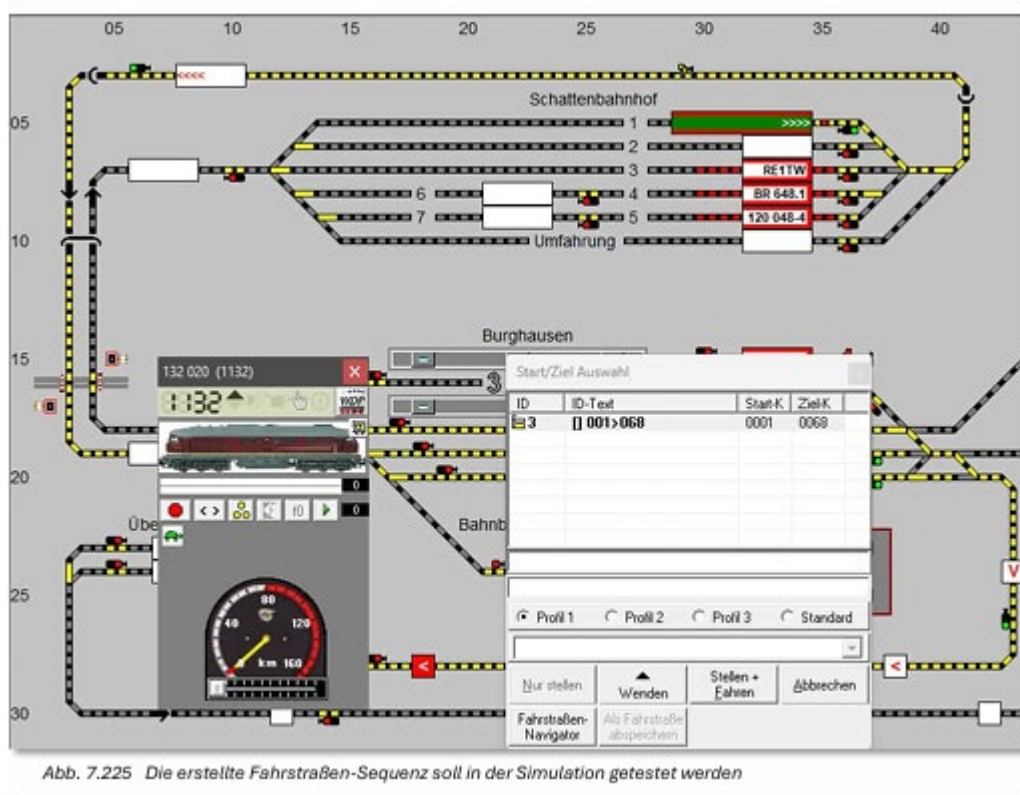 05 10 15 20 25 30 35 40
<<<<
Schattenbahnhof
05
1 >>>>
2
3 RE1TW
6 4 BR 648.1
7 5 120 048-4
10
Umfahrung
Burghausen
15
132 020 (1132)
1132
3
Start/Ziel Auswahl
ID ID-Text Start-K Ziel-K
3 [] 001>068 0001 0068
20
0
< > f0 0
Übe
Bahnb
25
V
40 80 120
km 160
Profil 1 Profil 2 Profil 3 Standard
< <
Nur stellen Wenden Stellen + Fahren Abbrechen
30
Fahrstraßen-Navigator Als Fahrstraße abspeichern
Abb. 7.225 Die erstellte Fahrstraßen-Sequenz soll in der Simulation getestet werden